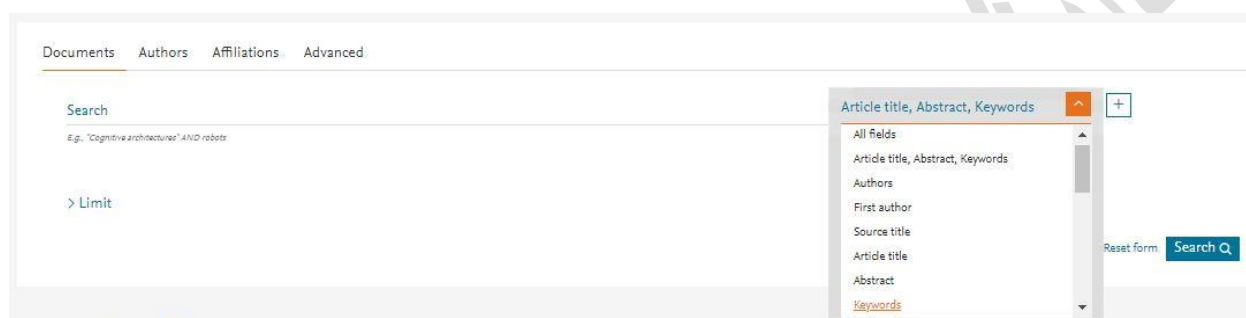 Documents Authors Affiliations Advanced
Search
E.g., "Cognitive architectures" AND robots
> Limit
Article title, Abstract, Keywords
+
All fields
Article title, Abstract, Keywords
Authors
First author
Source title
Article title
Abstract
Keywords
Reset form Search